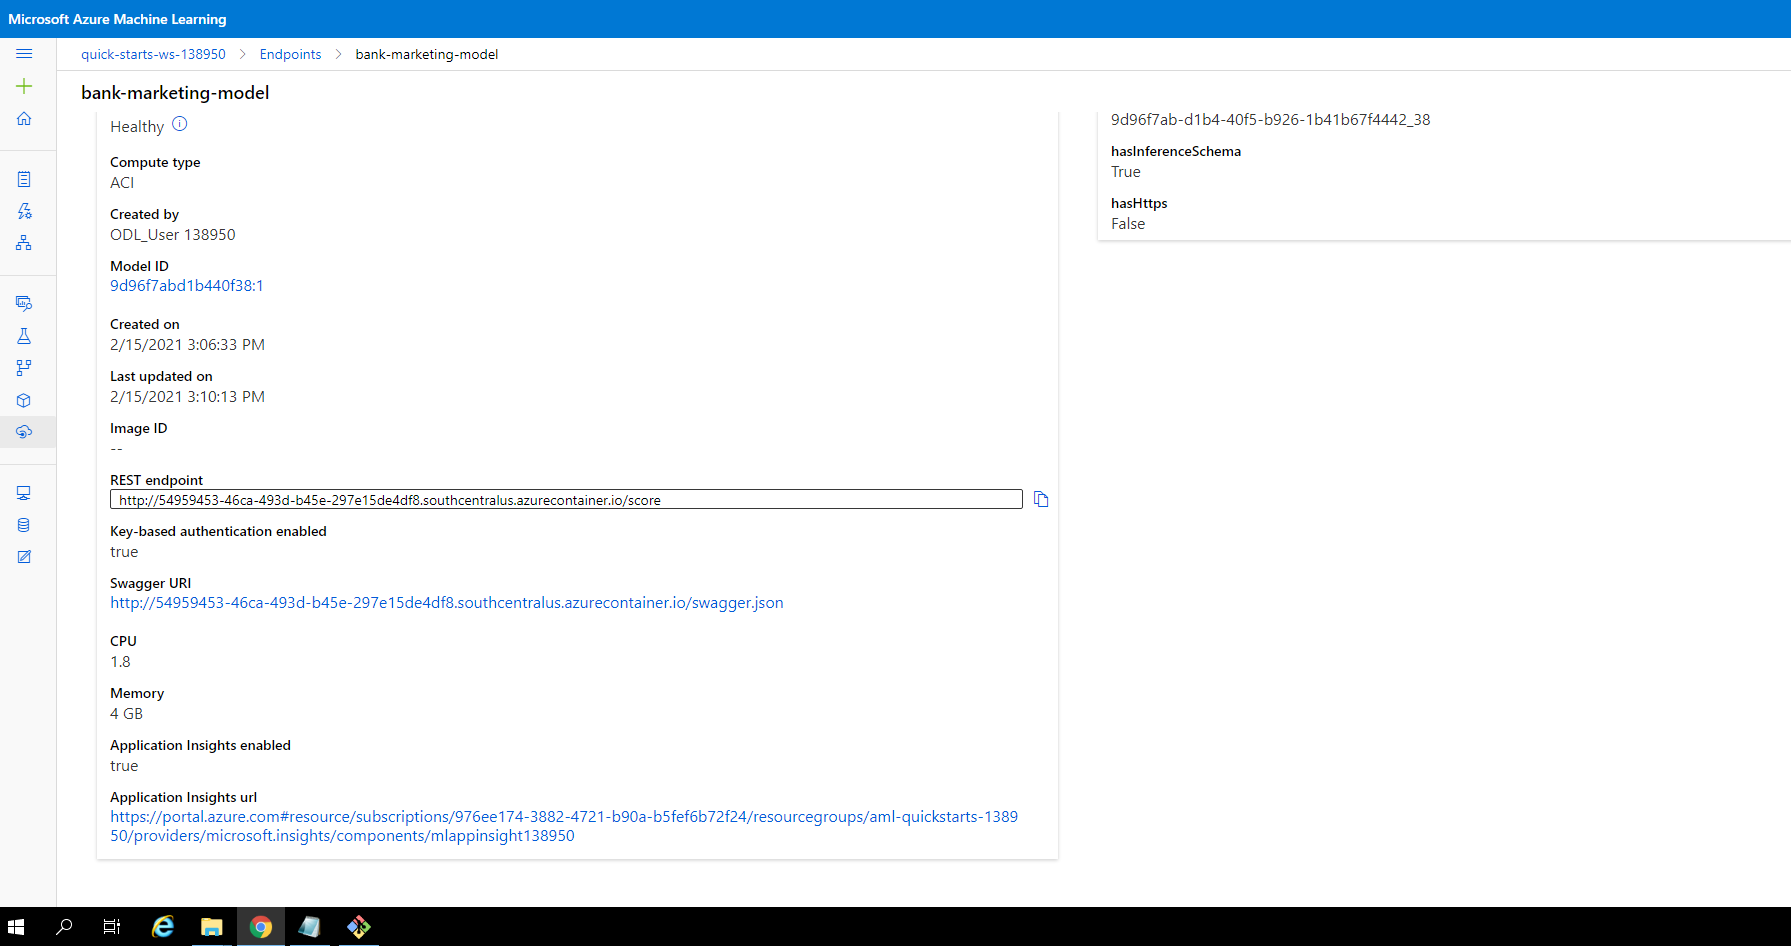 Microsoft Azure Machine Learning
quick-starts-ws-138950 > Endpoints > bank-marketing-model
bank-marketing-model
Healthy
Compute type
ACI
Created by
ODL_User 138950
Model ID
9d96f7abd1b440f38:1
Created on
2/15/2021 3:06:33 PM
Last updated on
2/15/2021 3:10:13 PM
Image ID
--
REST endpoint
http://54959453-46ca-493d-b45e-297e15de4df8.southcentralus.azurecontainer.io/score
Key-based authentication enabled
true
Swagger URI
http://54959453-46ca-493d-b45e-297e15de4df8.southcentralus.azurecontainer.io/swagger.json
CPU
1.8
Memory
4 GB
Application Insights enabled
true
Application Insights url
https://portal.azure.com#resource/subscriptions/976ee174-3882-4721-b90a-b5fef6b72f24/resourcegroups/aml-quickstarts-1389
50/providers/microsoft.insights/components/mlappinsight138950
9d96f7ab-d1b4-40f5-b926-1b41b67f4442_38
hasInferenceSchema
True
hasHttps
False